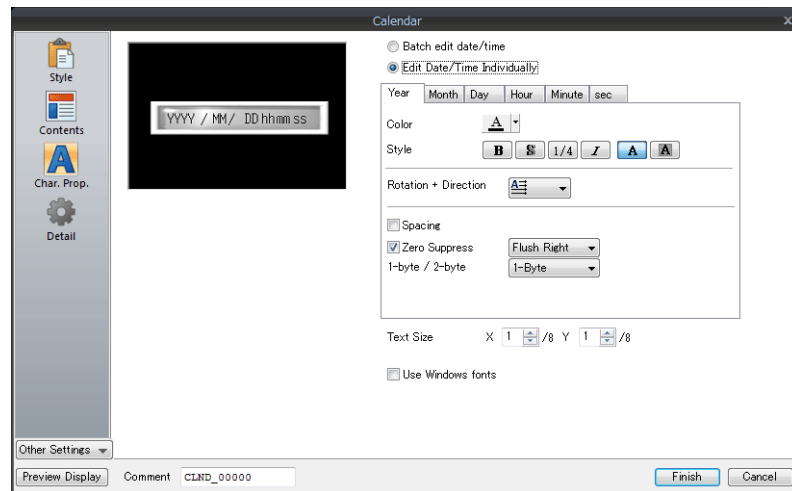 Calendar
x
Style
Contents
A
Char. Prop.
Detail
Other Settings
YYYY / MM/ DD hhmm ss
Batch edit date/time
Edit Date/Time Individually
Year Month Day Hour Minute sec
Color A
Style B S 1/4 I A A
Rotation + Direction A
Spacing
Zero Suppress Flush Right
1-byte / 2-byte 1-Byte
Text Size X 1 /8 Y 1 /8
Use Windows fonts
Preview Display Comment CLND_00000 Finish Cancel